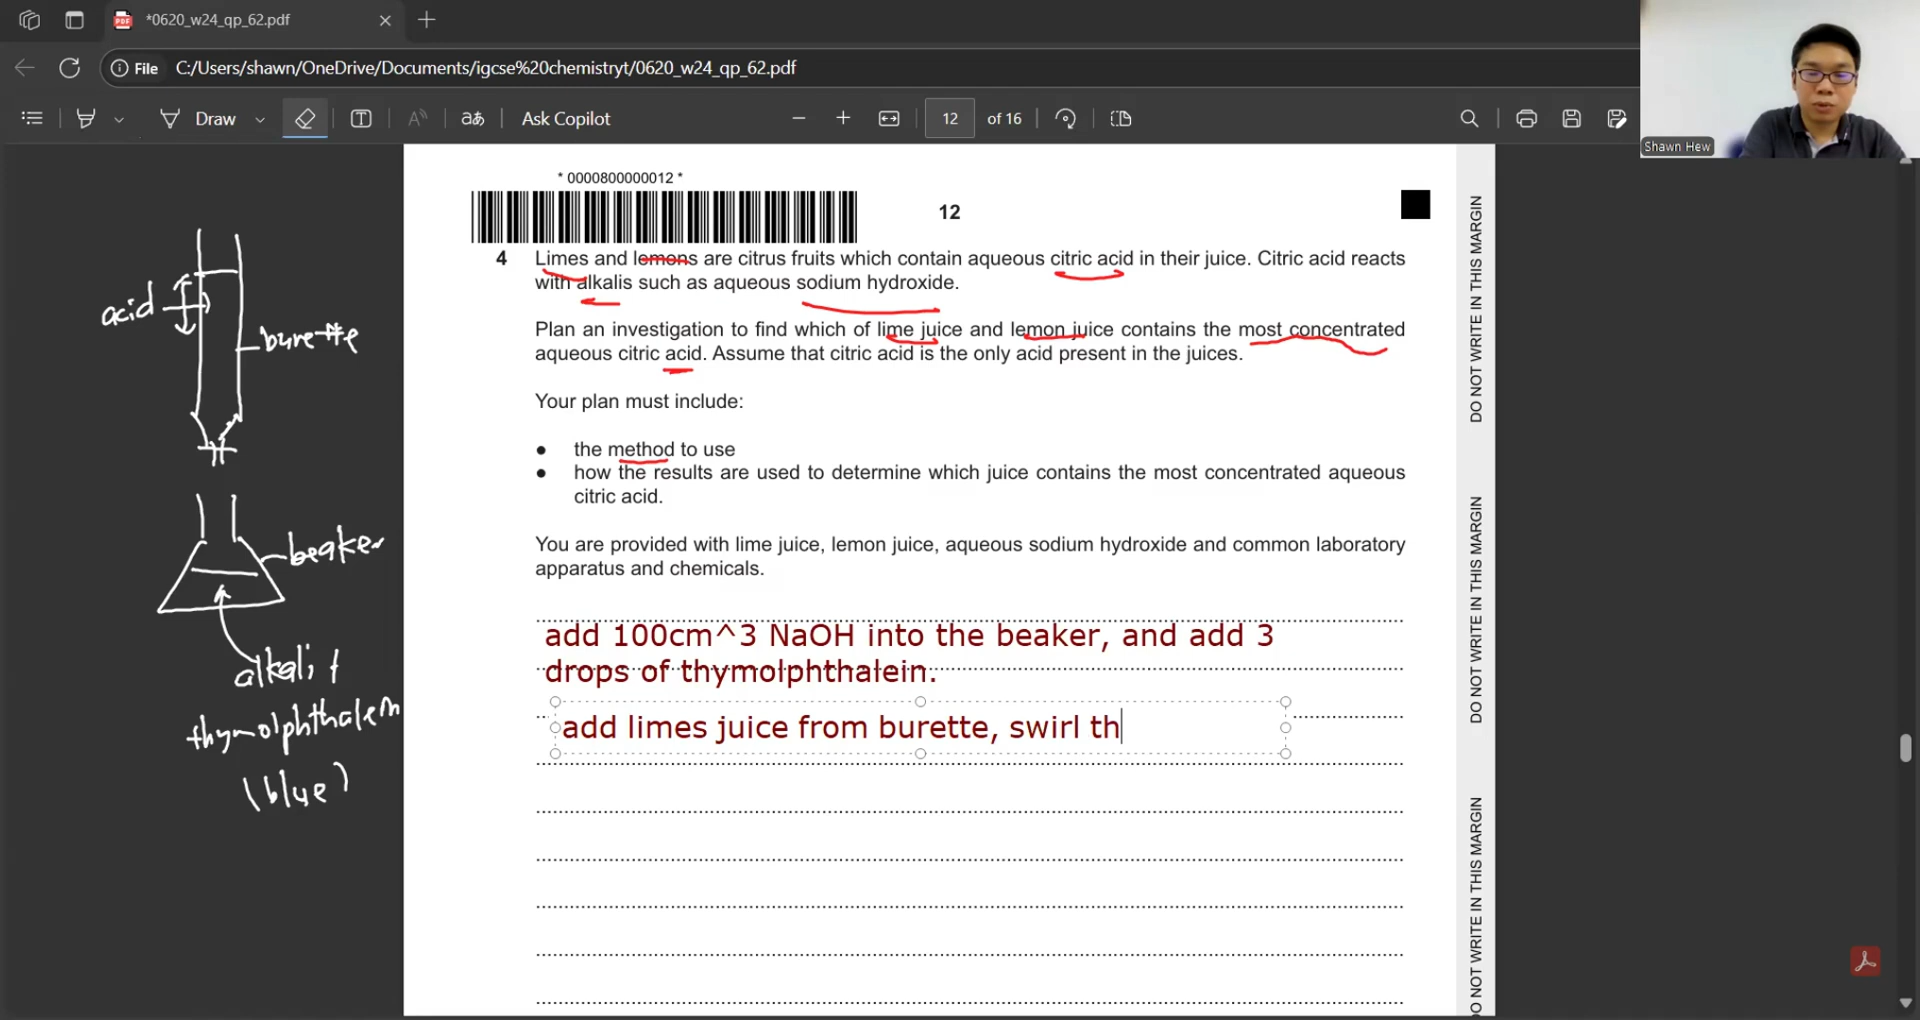 *0620_w24_qp_62.pdf
File
C:/Users/shawn/OneDrive/Documents/igcse%20chemistryt/0620_w24_qp_62.pdf
Draw
aあ
Ask Copilot
12 of 16
Shawn Hew
* 0000800000012 *
12
4 Limes and lemons are citrus fruits which contain aqueous citric acid in their juice. Citric acid reacts
with alkalis such as aqueous sodium hydroxide.
Plan an investigation to find which of lime juice and lemon juice contains the most concentrated
aqueous citric acid. Assume that citric acid is the only acid present in the juices.
Your plan must include:
● the method to use
● how the results are used to determine which juice contains the most concentrated aqueous
citric acid.
You are provided with lime juice, lemon juice, aqueous sodium hydroxide and common laboratory
apparatus and chemicals.
add 100cm^3 NaOH into the beaker, and add 3
drops of thymolphthalein.
add limes juice from burette, swirl th
acid
burette
beaker
alkali +
thymolphthalein
(blue)
DO NOT WRITE IN THIS MARGIN
DO NOT WRITE IN THIS MARGIN
DO NOT WRITE IN THIS MARGIN